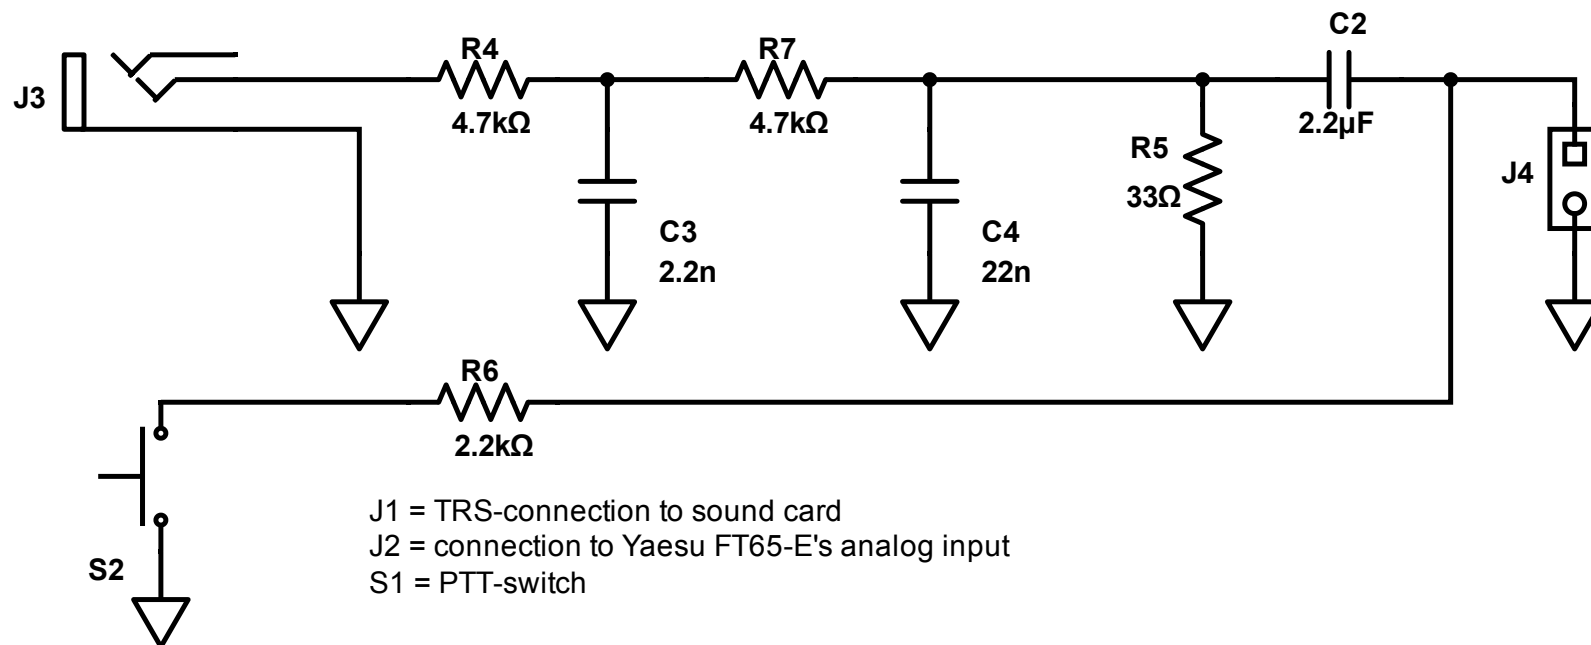 C2
R4
R7
J3
4.7kΩ
4.7kΩ
2.2µF
R5
J4
33Ω
C3
C4
2.2n
22n
R6
2.2kΩ
J1 = TRS-connection to sound card
J2 = connection to Yaesu FT65-E's analog input
S2
S1 = PTT-switch